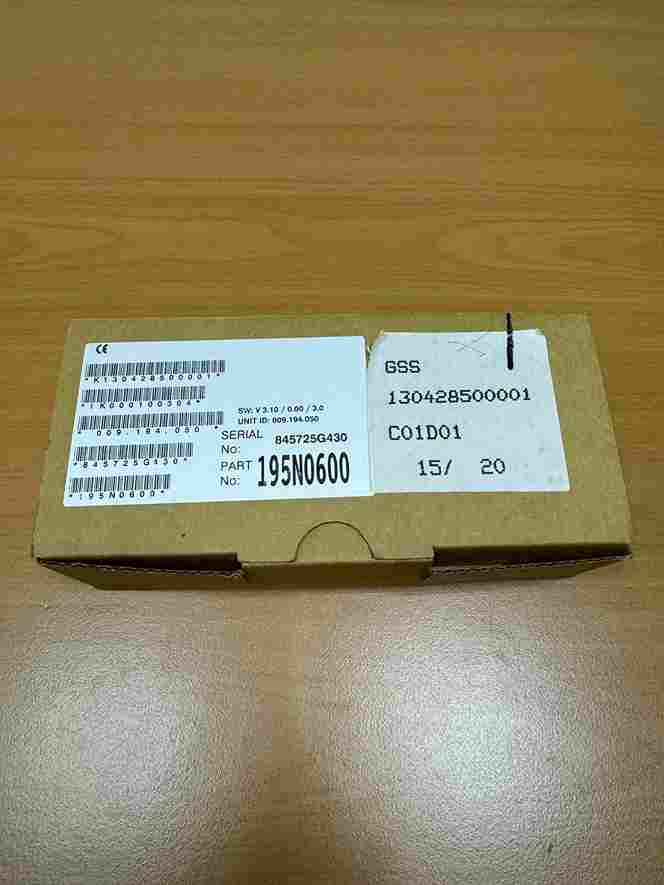 CE
*K130428500001*
*1K000100304*
*009.194.050*
*845725G430*
*195N0600*
SW: V 3.10 / 0.00 / 3.0
UNIT ID: 009.194.050
SERIAL No: 845725G430
PART No: 195N0600
GSS
130428500001
C01D01
15/ 20